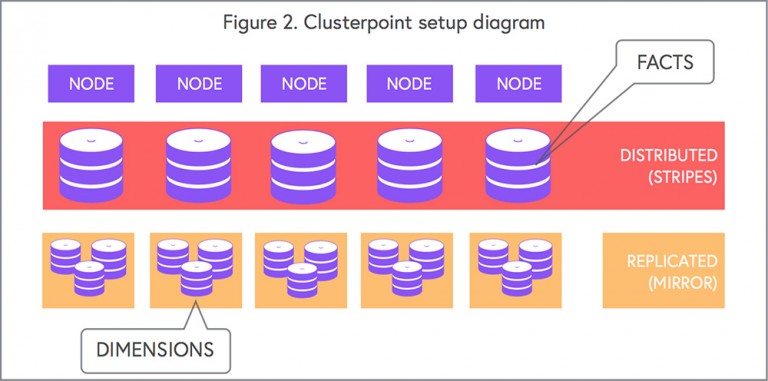 Figure 2. Clusterpoint setup diagram
FACTS
NODE
NODE
NODE
NODE
NODE
DISTRIBUTED
(STRIPES)
REPLICATED
(MIRROR)
DIMENSIONS